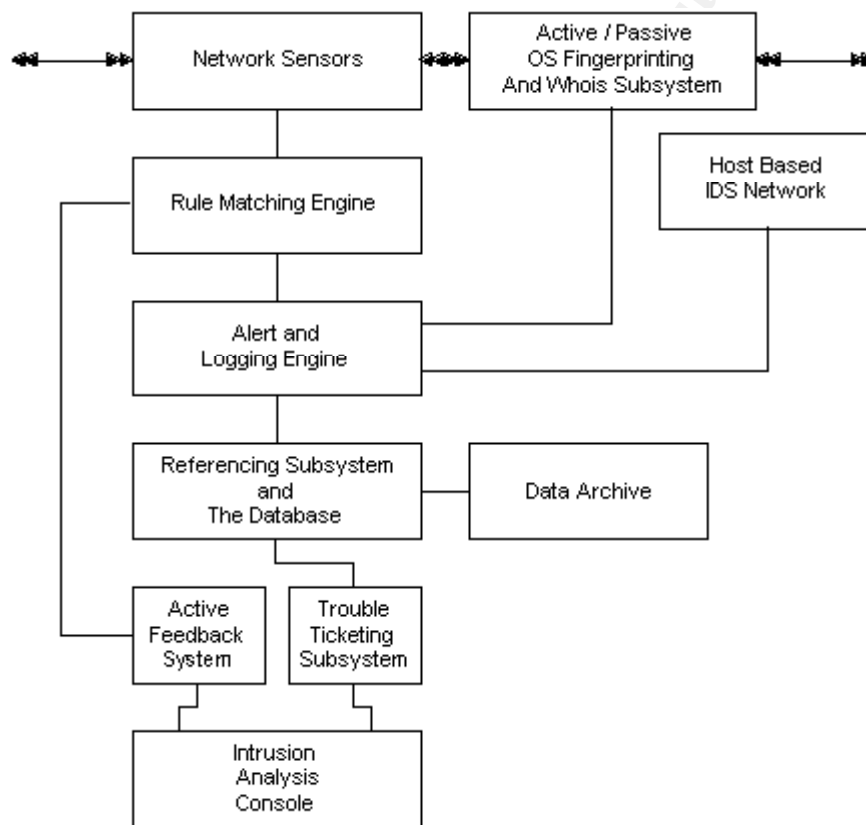 Network Sensors
Active / Passive
OS Fingerprinting
And Whois Subsystem
Host Based
IDS Network
Rule Matching Engine
Alert and
Logging Engine
Referencing Subsystem
and
The Database
Data Archive
Active
Feedback
System
Trouble
Ticketing
Subsystem
Intrusion
Analysis
Console